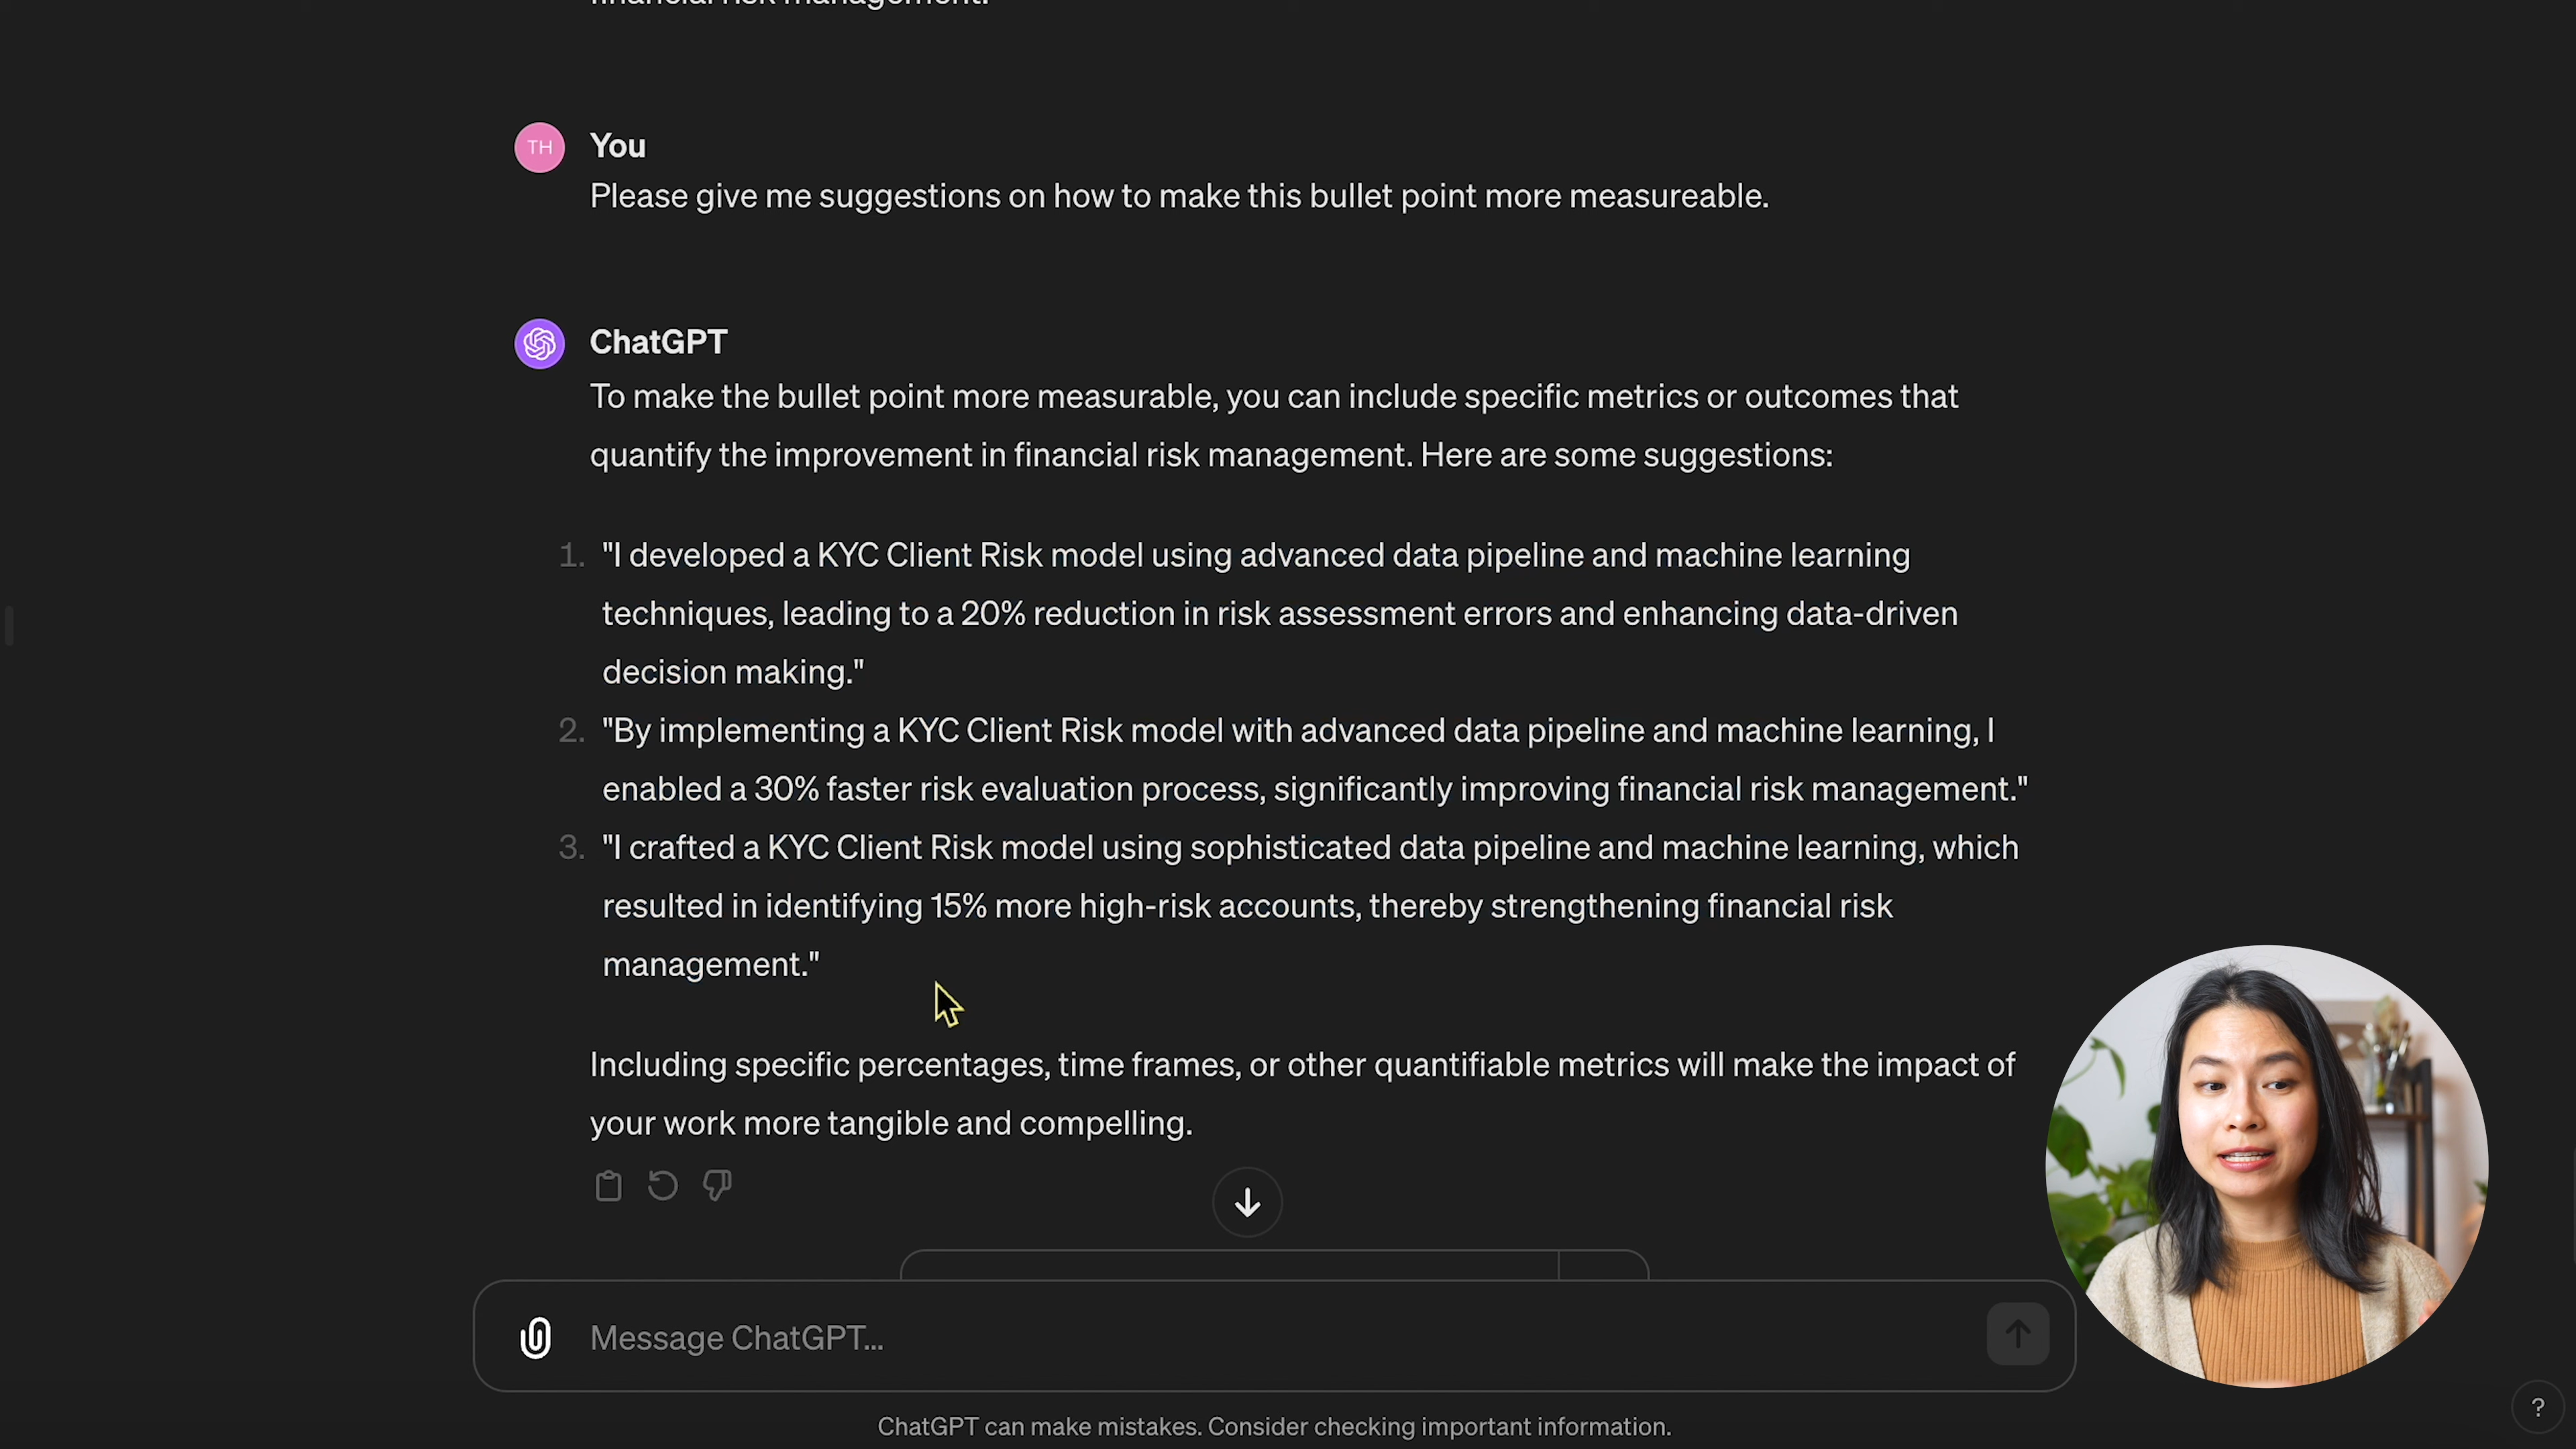 financial risk management.
TH
You
Please give me suggestions on how to make this bullet point more measureable.
ChatGPT
To make the bullet point more measurable, you can include specific metrics or outcomes that
quantify the improvement in financial risk management. Here are some suggestions:
1. "I developed a KYC Client Risk model using advanced data pipeline and machine learning
techniques, leading to a 20% reduction in risk assessment errors and enhancing data-driven
decision making."
2. "By implementing a KYC Client Risk model with advanced data pipeline and machine learning, I
enabled a 30% faster risk evaluation process, significantly improving financial risk management."
3. "I crafted a KYC Client Risk model using sophisticated data pipeline and machine learning, which
resulted in identifying 15% more high-risk accounts, thereby strengthening financial risk
management."
Including specific percentages, time frames, or other quantifiable metrics will make the impact of
your work more tangible and compelling.
Message ChatGPT...
ChatGPT can make mistakes. Consider checking important information.
?